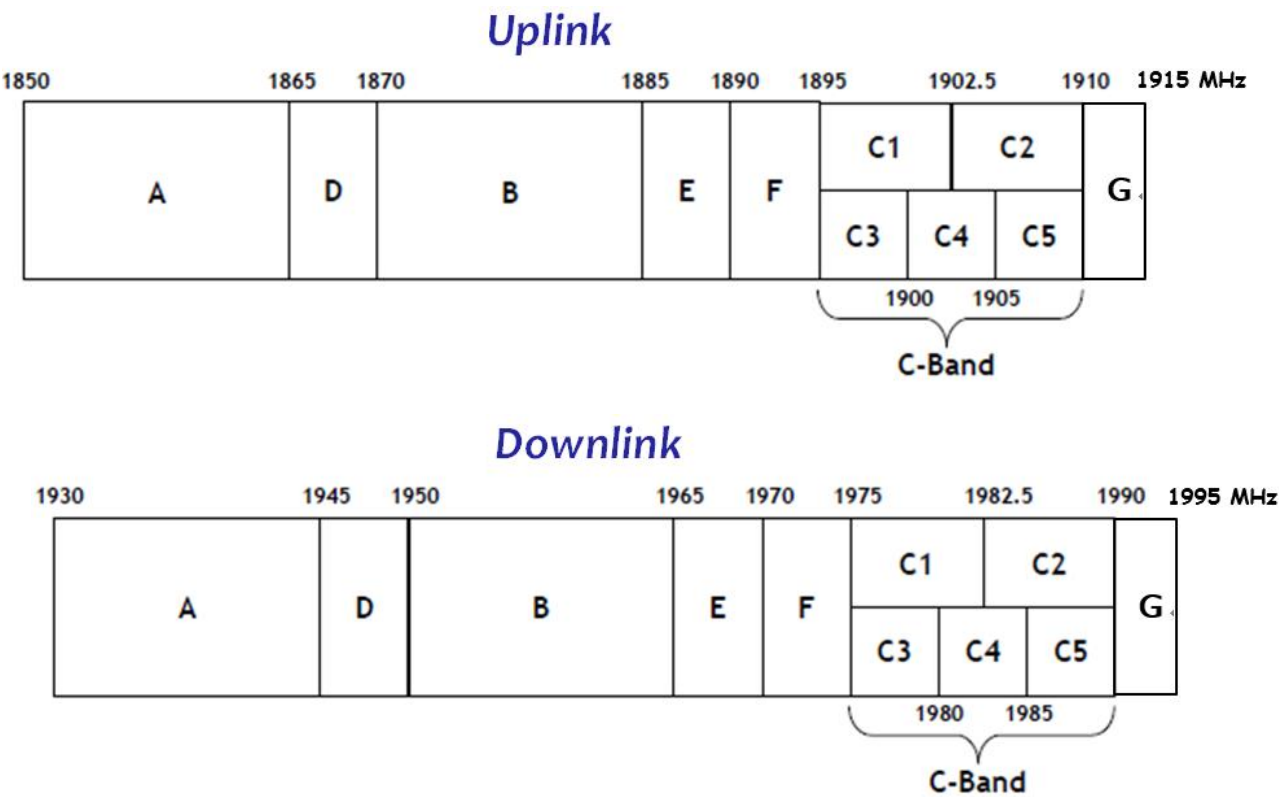 Uplink
1850 1865 1870 1885 1890 1895 1902.5 1910 1915 MHz
C1 C2
A D B E F G
C3 C4 C5
1900 1905
C-Band
Downlink
1930 1945 1950 1965 1970 1975 1982.5 1990 1995 MHz
C1 C2
A D B E F G
C3 C4 C5
1980 1985
C-Band